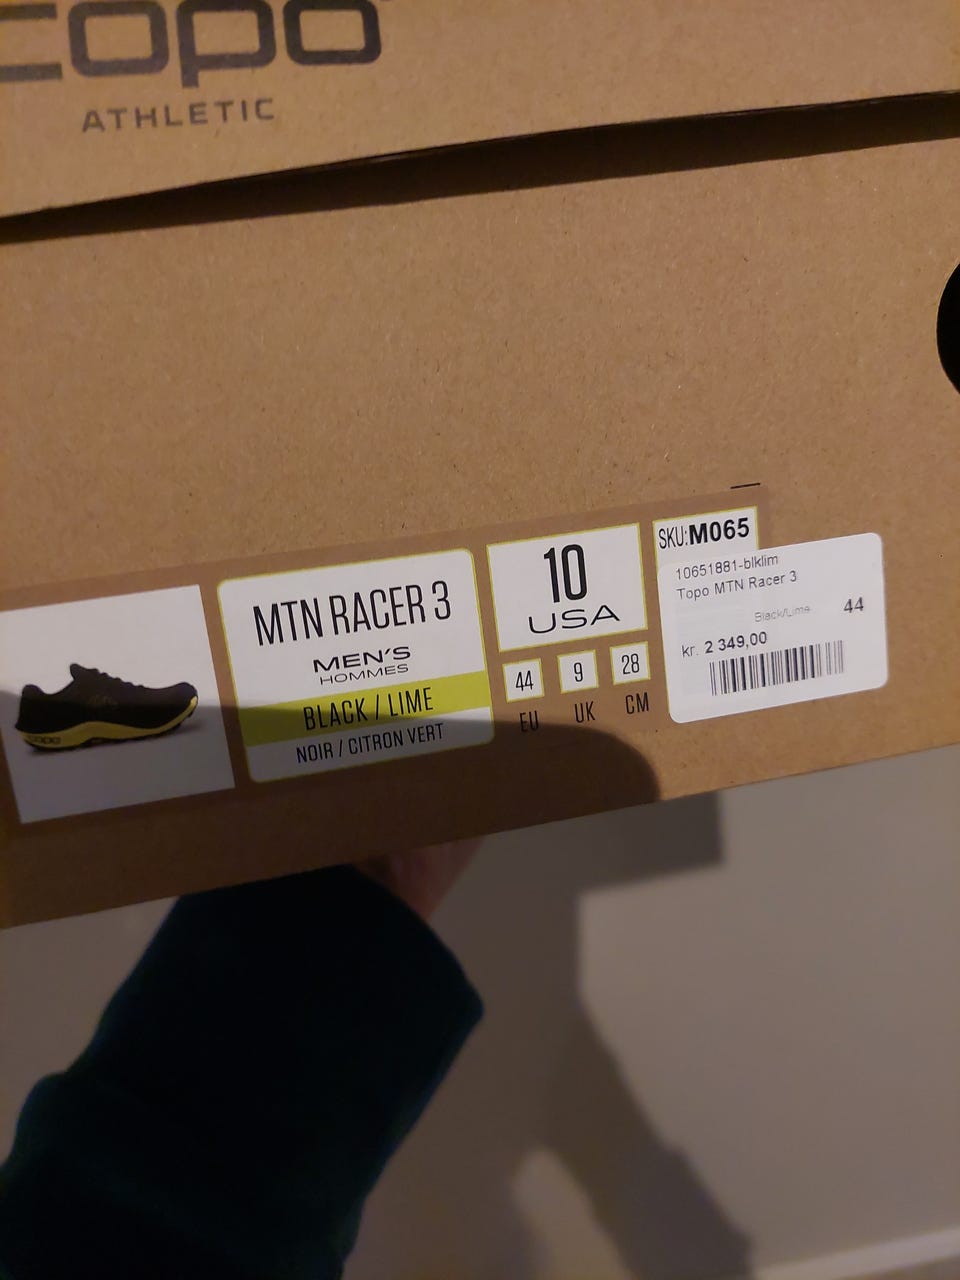 topo
ATHLETIC
MTN RACER 3
MEN'S
HOMMES
BLACK / LIME
NOIR / CITRON VERT
10
USA
44
EU
9
UK
28
CM
SKU:M065
10651881-blklim
Topo MTN Racer 3
Black/Lime
44
kr. 2 349,00